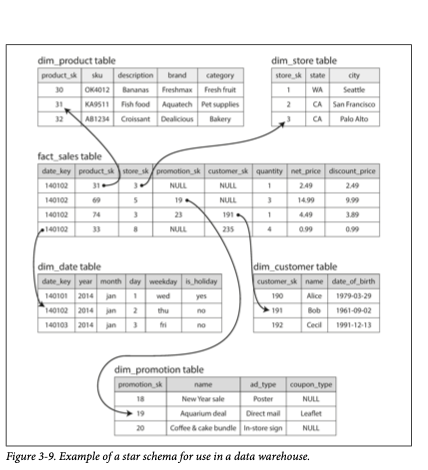 dim_product table
product_sk sku description brand category
30 OK4012 Bananas Freshmax Fresh fruit
31 KA9511 Fish food Aquatech Pet supplies
32 AB1234 Croissant Dealicious Bakery
dim_store table
store_sk state city
1 WA Seattle
2 CA San Francisco
3 CA Palo Alto
fact_sales table
date_key product_sk store_sk promotion_sk customer_sk quantity net_price discount_price
140102 31 3 NULL NULL 1 2.49 2.49
140102 69 5 19 NULL 3 14.99 9.99
140102 74 3 23 191 1 4.49 3.89
140102 33 8 NULL 235 4 0.99 0.99
dim_date table
date_key year month day weekday is_holiday
140101 2014 jan 1 wed yes
140102 2014 jan 2 thu no
140103 2014 jan 3 fri no
dim_customer table
customer_sk name date_of_birth
190 Alice 1979-03-29
191 Bob 1961-09-02
192 Cecil 1991-12-13
dim_promotion table
promotion_sk name ad_type coupon_type
18 New Year sale Poster NULL
19 Aquarium deal Direct mail Leaflet
20 Coffee & cake bundle In-store sign NULL
Figure 3-9. Example of a star schema for use in a data warehouse.